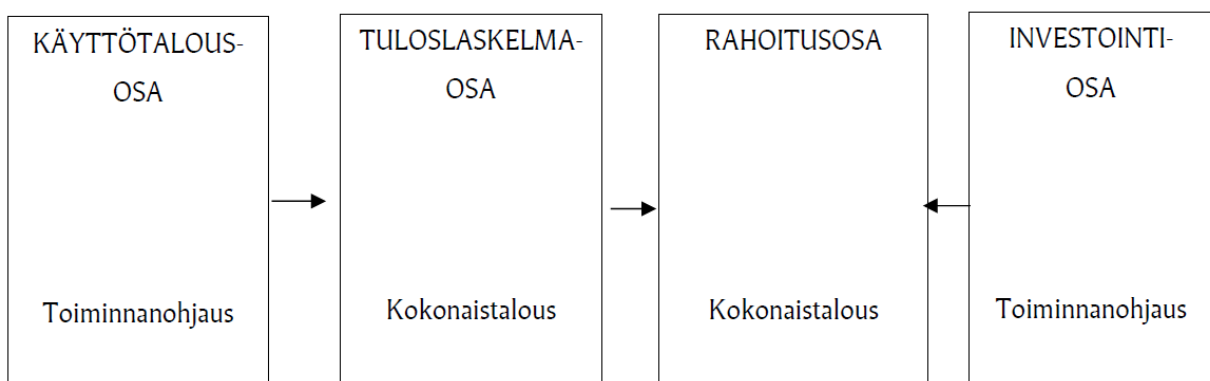 KÄYTTÖTALOUS-
OSA
Toiminnanohjaus
TULOSLASKELMA-
OSA
Kokonaistalous
RAHOITUSOSA
Kokonaistalous
INVESTOINTI-
OSA
Toiminnanohjaus